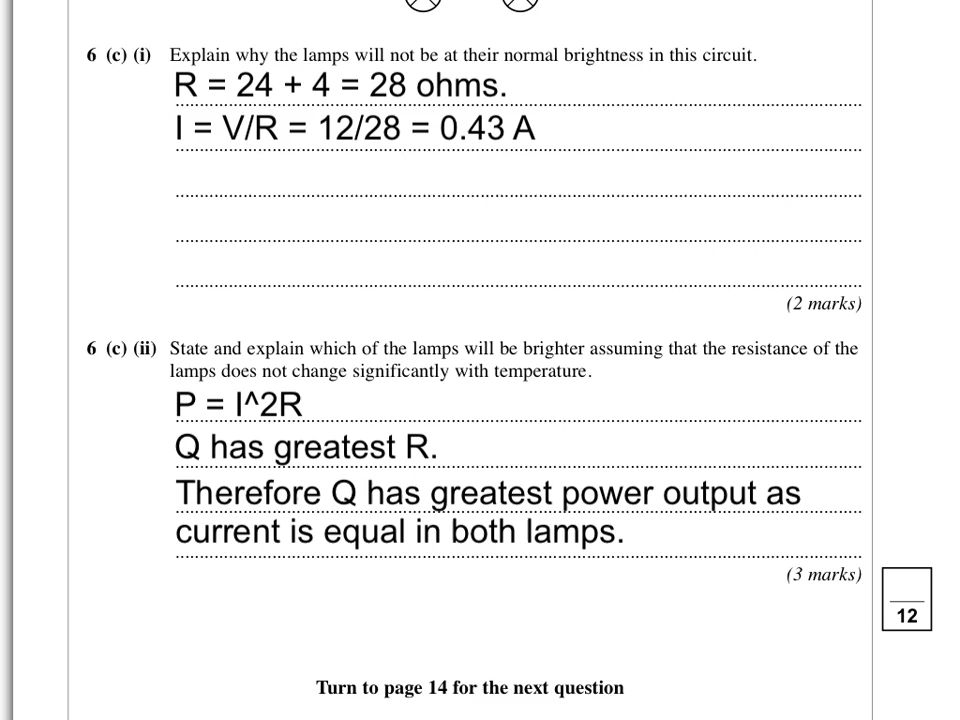 6 (c) (i) Explain why the lamps will not be at their normal brightness in this circuit.
R = 24 + 4 = 28 ohms.
I = V/R = 12/28 = 0.43 A
(2 marks)
6 (c) (ii) State and explain which of the lamps will be brighter assuming that the resistance of the
lamps does not change significantly with temperature.
P = I^2R
Q has greatest R.
Therefore Q has greatest power output as
current is equal in both lamps.
(3 marks)
12
Turn to page 14 for the next question